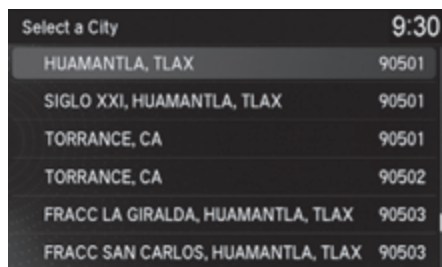 Select a City 9:30
HUAMANTLA, TLAX 90501
SIGLO XXI, HUAMANTLA, TLAX 90501
TORRANCE, CA 90501
TORRANCE, CA 90502
FRACC LA GIRALDA, HUAMANTLA, TLAX 90503
FRACC SAN CARLOS, HUAMANTLA, TLAX 90503